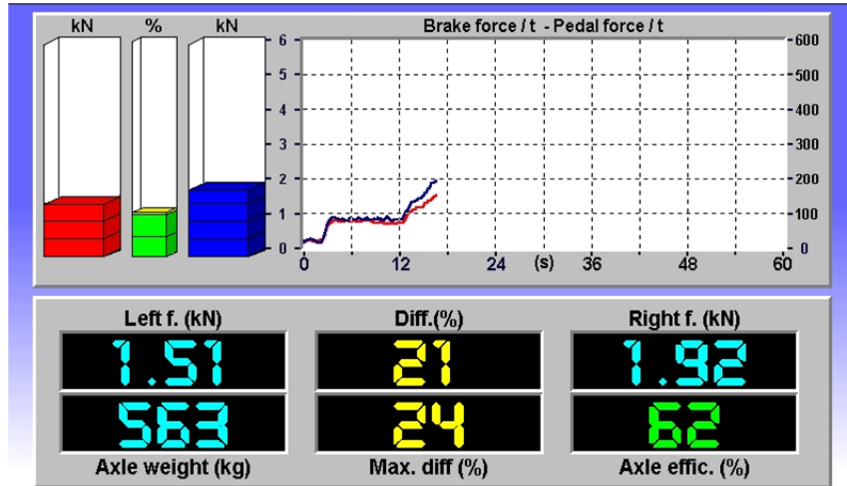 kN % kN Brake force / t - Pedal force / t
6 600
5 500
4 400
3 300
2 200
1 100
0 0
0 12 24 (s) 36 48 60
Left f. (kN) Diff.(%) Right f. (kN)
1.51 21 1.92
563 24 62
Axle weight (kg) Max. diff (%) Axle effic. (%)